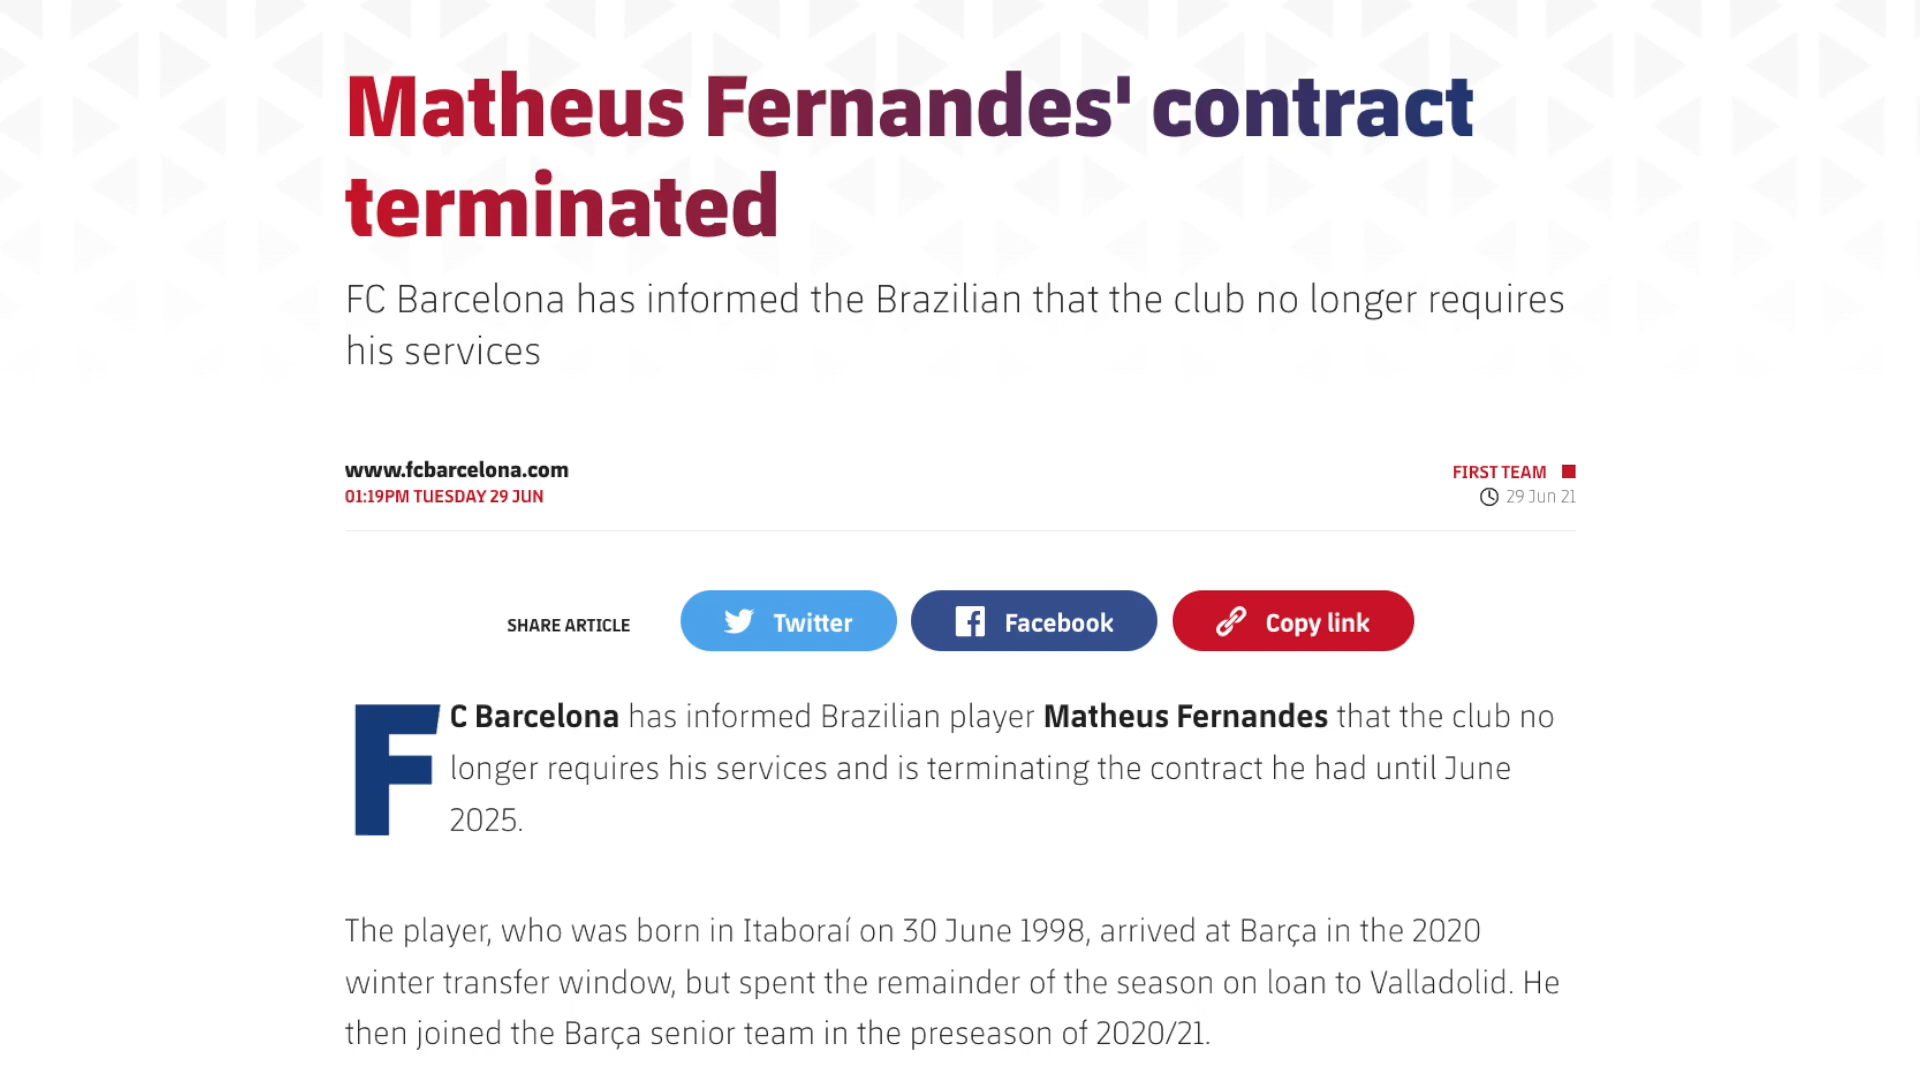 Matheus Fernandes' contract
terminated
FC Barcelona has informed the Brazilian that the club no longer requires
his services
www.fcbarcelona.com
01:19PM TUESDAY 29 JUN
FIRST TEAM
29 Jun 21
SHARE ARTICLE
Twitter
Facebook
Copy link
FC Barcelona has informed Brazilian player Matheus Fernandes that the club no
longer requires his services and is terminating the contract he had until June
2025.
The player, who was born in Itaboraí on 30 June 1998, arrived at Barça in the 2020
winter transfer window, but spent the remainder of the season on loan to Valladolid. He
then joined the Barça senior team in the preseason of 2020/21.